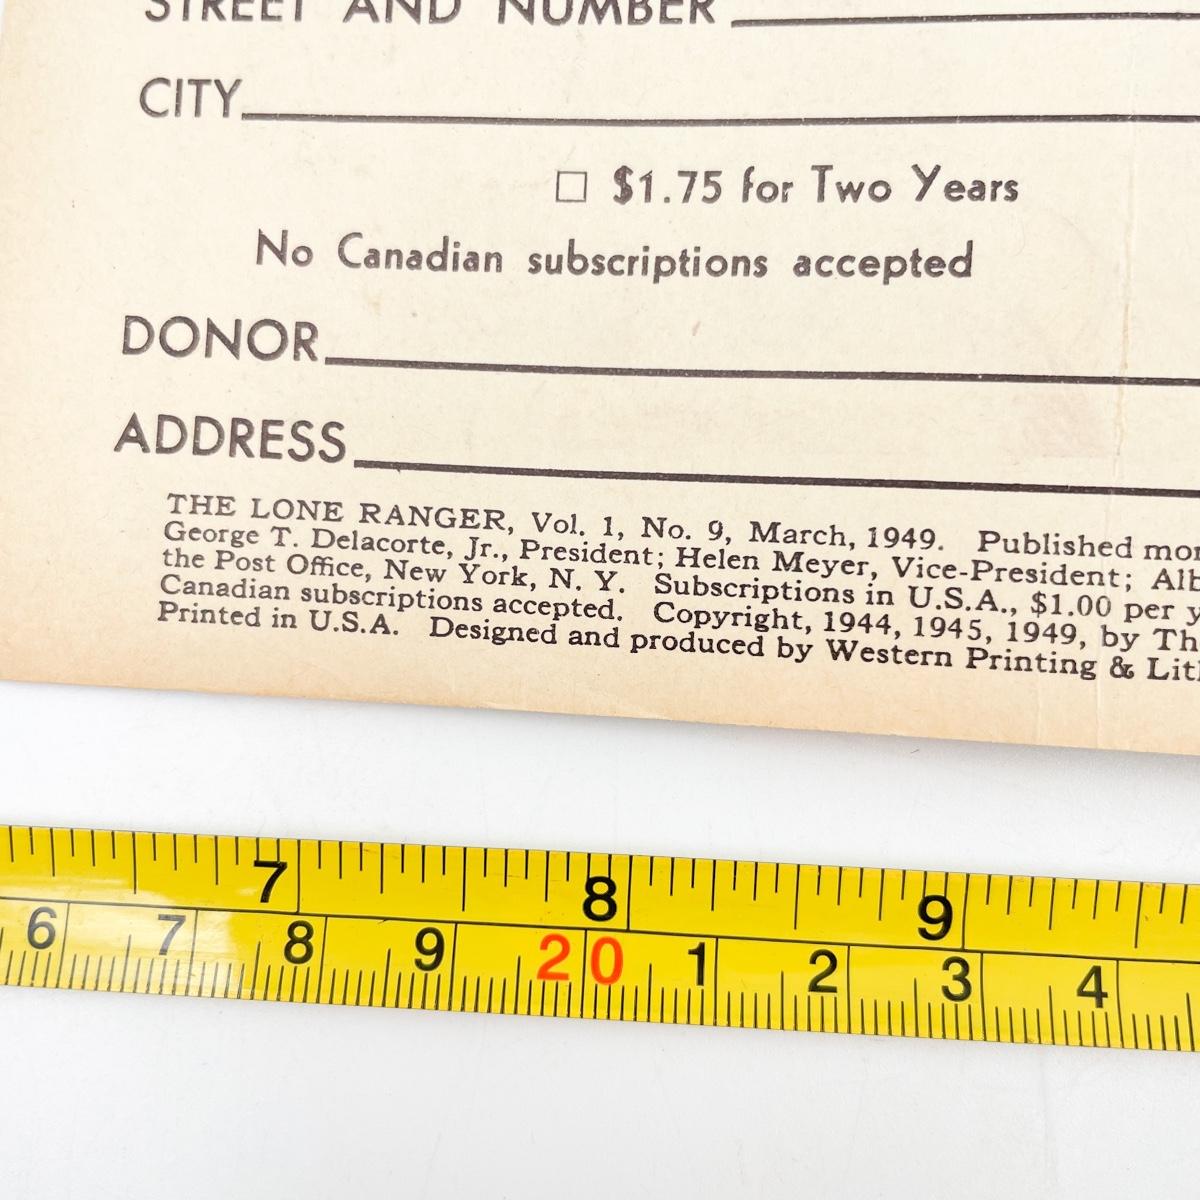 STREET AND NUMBER
CITY
$1.75 for Two Years
No Canadian subscriptions accepted
DONOR
ADDRESS
THE LONE RANGER, Vol. 1, No. 9, March, 1949. Published mon
George T. Delacorte, Jr., President; Helen Meyer, Vice-President; Alb
the Post Office, New York, N. Y. Subscriptions in U.S.A., $1.00 per y
Canadian subscriptions accepted. Copyright, 1944, 1945, 1949, by Th
Printed in U.S.A. Designed and produced by Western Printing & Lit
7 8 9
6 7 8 9 20 1 2 3 4